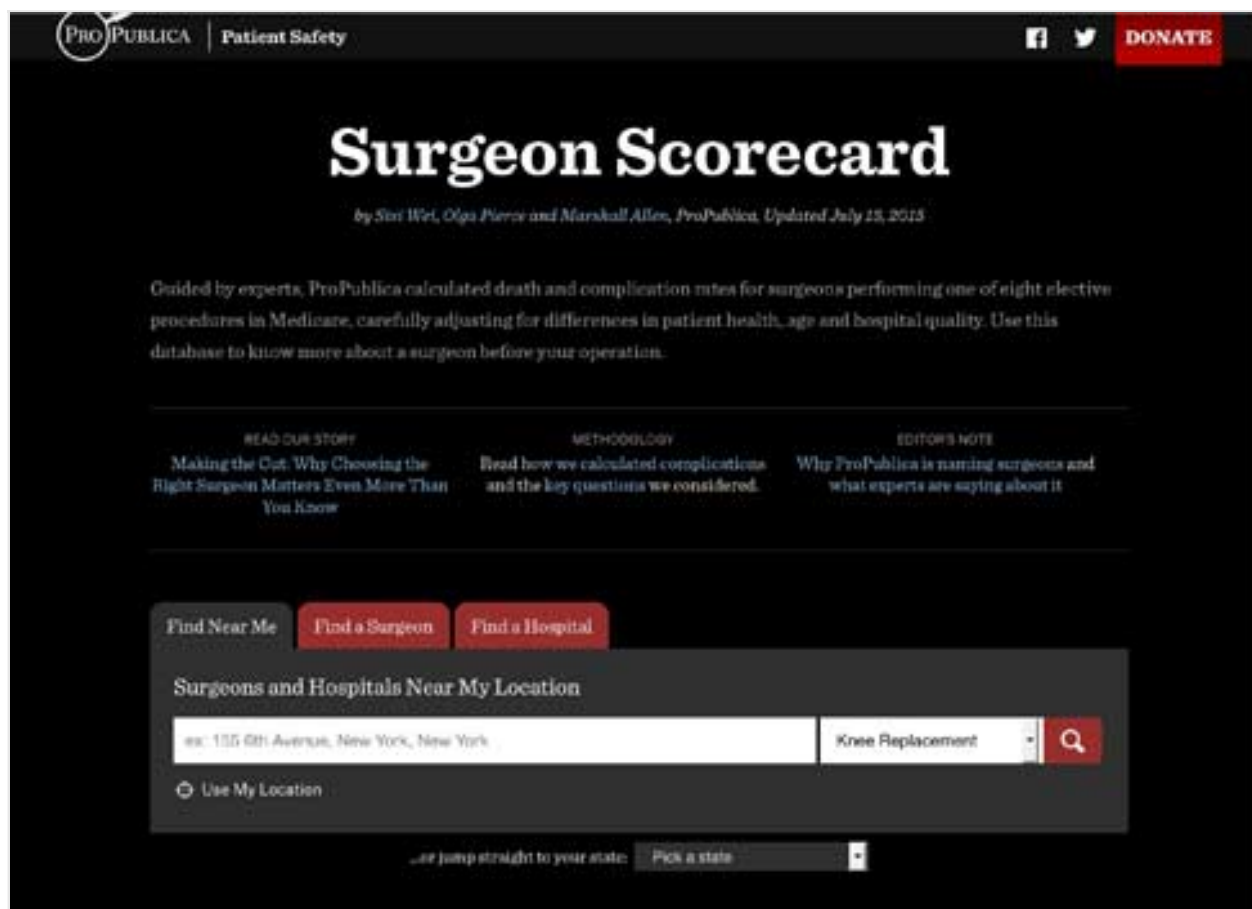 PROPUBLICA Patient Safety
DONATE
Surgeon Scorecard
by Sisi Wei, Olga Pierce and Marshall Allen, ProPublica, Updated July 15, 2015
Guided by experts, ProPublica calculated death and complication rates for surgeons performing one of eight elective
procedures in Medicare, carefully adjusting for differences in patient health, age and hospital quality. Use this
database to know more about a surgeon before your operation.
READ OUR STORY
Making the Cut: Why Choosing the
Right Surgeon Matters Even More Than
You Know
METHODOLOGY
Read how we calculated complications
and the key questions we considered.
EDITOR'S NOTE
Why ProPublica is naming surgeons and
what experts are saying about it
Find Near Me
Find a Surgeon
Find a Hospital
Surgeons and Hospitals Near My Location
ex: 155 6th Avenue, New York, New York
Knee Replacement
Use My Location
...or jump straight to your state:
Pick a state